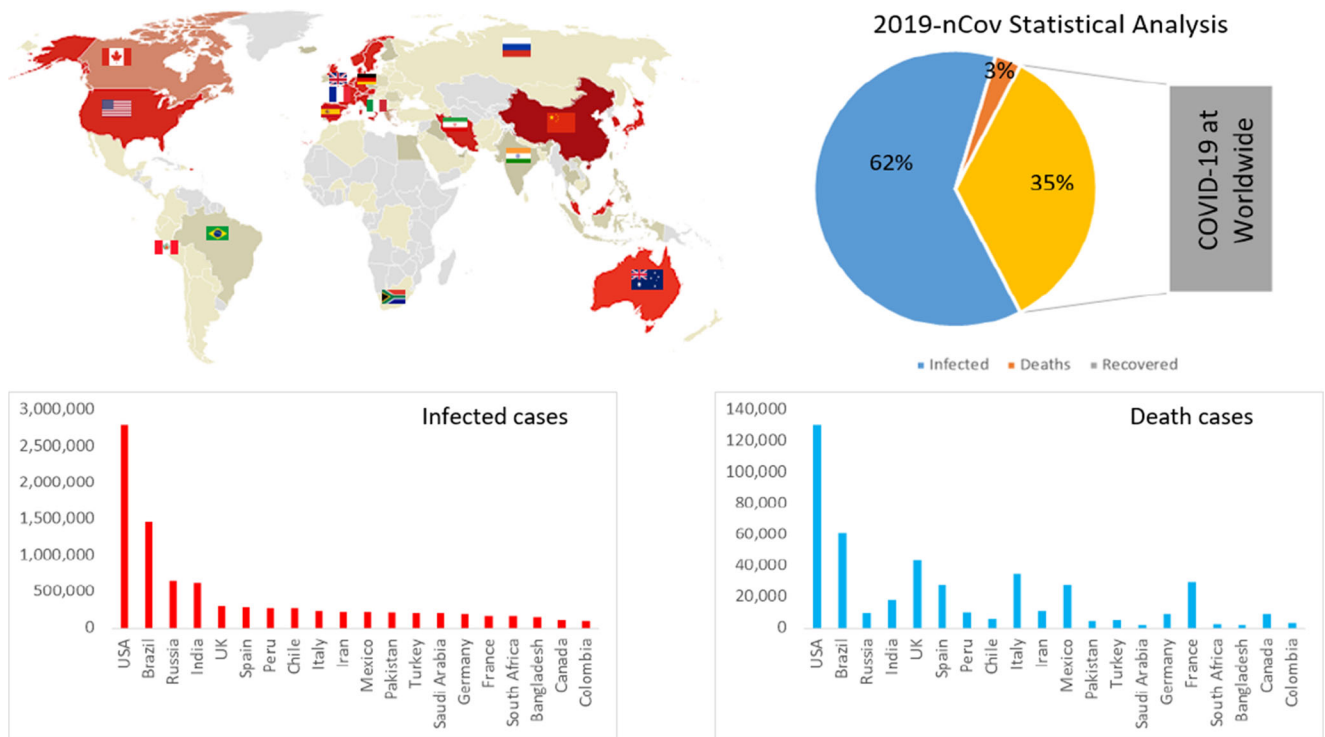 2019-nCov Statistical Analysis
3%
62%
35%
COVID-19 at
Worldwide
Infected Deaths Recovered
Infected cases
3,000,000
2,500,000
2,000,000
1,500,000
1,000,000
500,000
0
USA
Brazil
Russia
India
UK
Spain
Peru
Chile
Italy
Iran
Mexico
Pakistan
Turkey
Saudi Arabia
Germany
France
South Africa
Bangladesh
Canada
Colombia
Death cases
140,000
120,000
100,000
80,000
60,000
40,000
20,000
0
USA
Brazil
Russia
India
UK
Spain
Peru
Chile
Italy
Iran
Mexico
Pakistan
Turkey
Saudi Arabia
Germany
France
South Africa
Bangladesh
Canada
Colombia